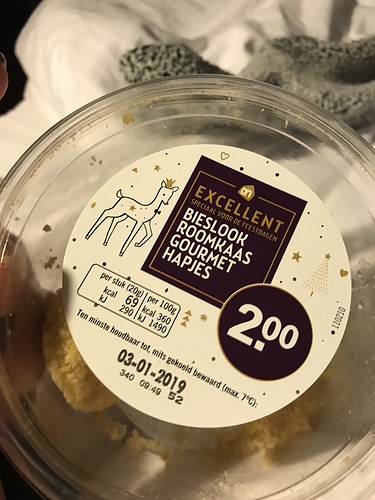 ah
EXCELLENT
SPECIAAL VOOR DE FEESTDAGEN
BIESLOOK
ROOMKAAS
GOURMET
HAPJES
per stuk (20g) per 100g
kcal 69 kcal 360
kJ 290 kJ 1490
2.00
Ten minste houdbaar tot, mits gekoeld bewaard (max. 7°C):
03-01-2019
340 09:49 52